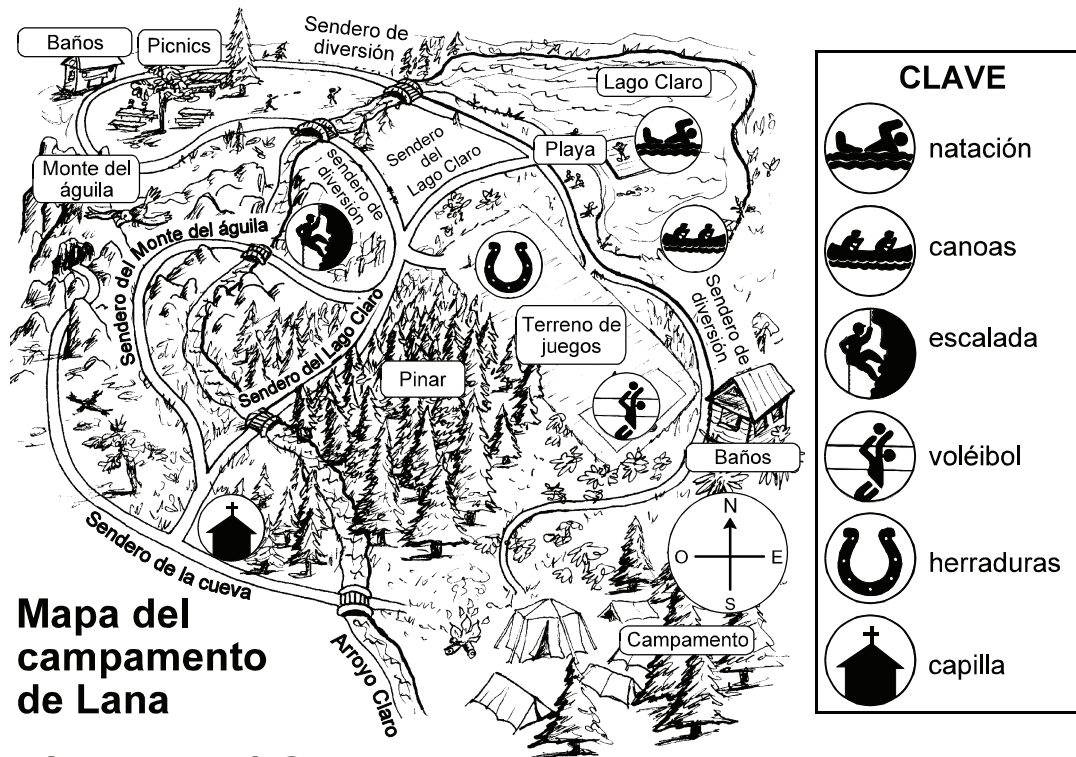 Baños
Picnics
Sendero de
diversión
Lago Claro
Monte del
águila
sendero de
diversión
Sendero
del
Lago Claro
Playa
Sendero del Monte del águila
Sendero de
diversión
Terreno de
juegos
Sendero del Lago Claro
Pinar
Baños
Sendero de la cueva
N
O
E
S
Campamento
Arroyo Claro
Mapa del
campamento
de Lana
CLAVE
natación
canoas
escalada
voléibol
herraduras
capilla